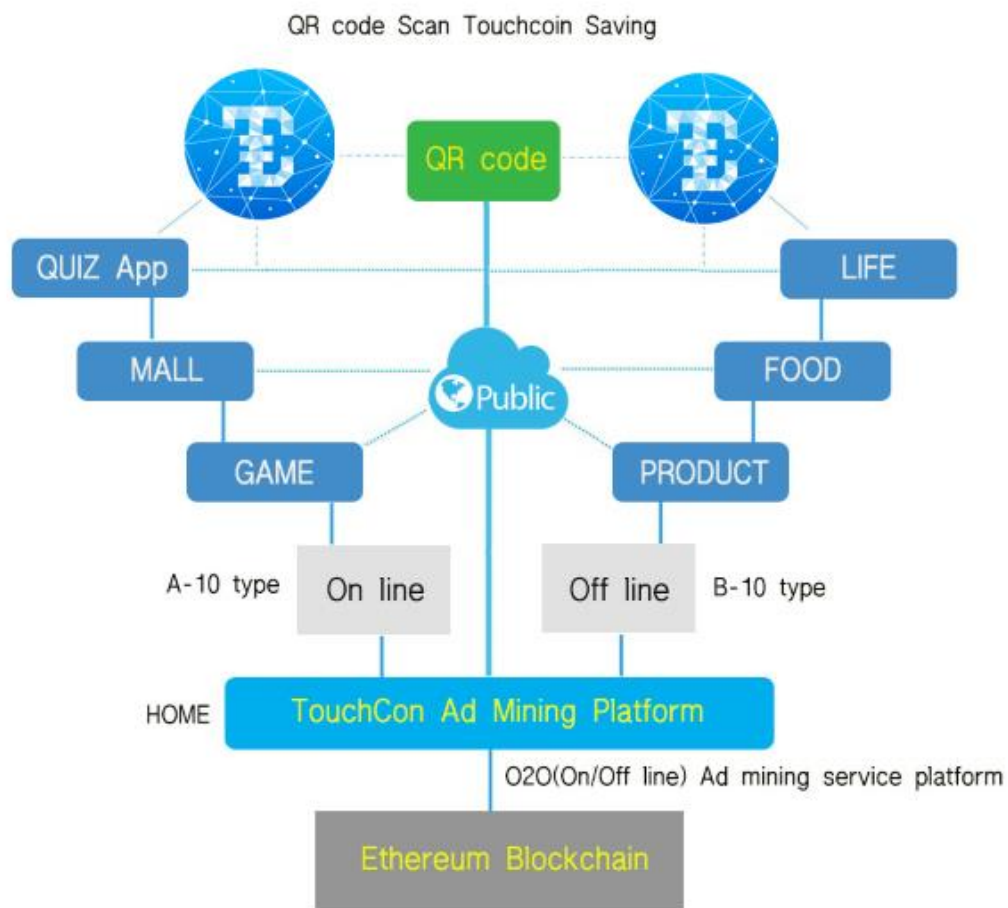 QR code Scan Touchcoin Saving
QR code
QUIZ App
LIFE
MALL
FOOD
Public
GAME
PRODUCT
A-10 type
On line
Off line
B-10 type
HOME
TouchCon Ad Mining Platform
O2O(On/Off line) Ad mining service platform
Ethereum Blockchain